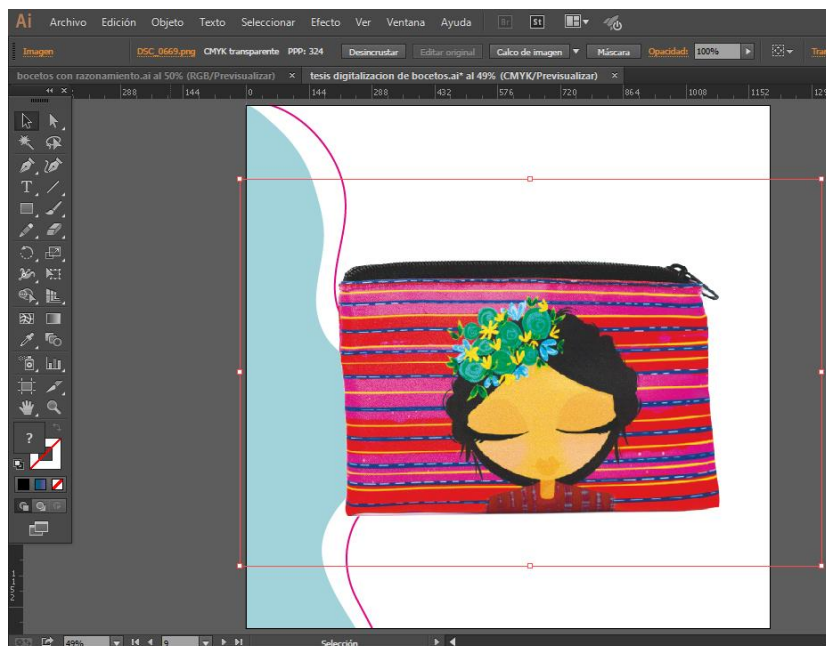 Ai Archivo Edición Objeto Texto Seleccionar Efecto Ver Ventana Ayuda Br St
Imagen DSC_0669.png CMYK transparente PPP: 324 Desincrustar Editar original Calco de imagen Máscara Opacidad: 100%
bocetos con razonamiento.ai al 50% (RGB/Previsualizar) × tesis digitalizacion de bocetos.ai* al 49% (CMYK/Previsualizar) ×
288 144 0 144 288 432 576 720 864 1008 1152
T
?
49% 9 Selección